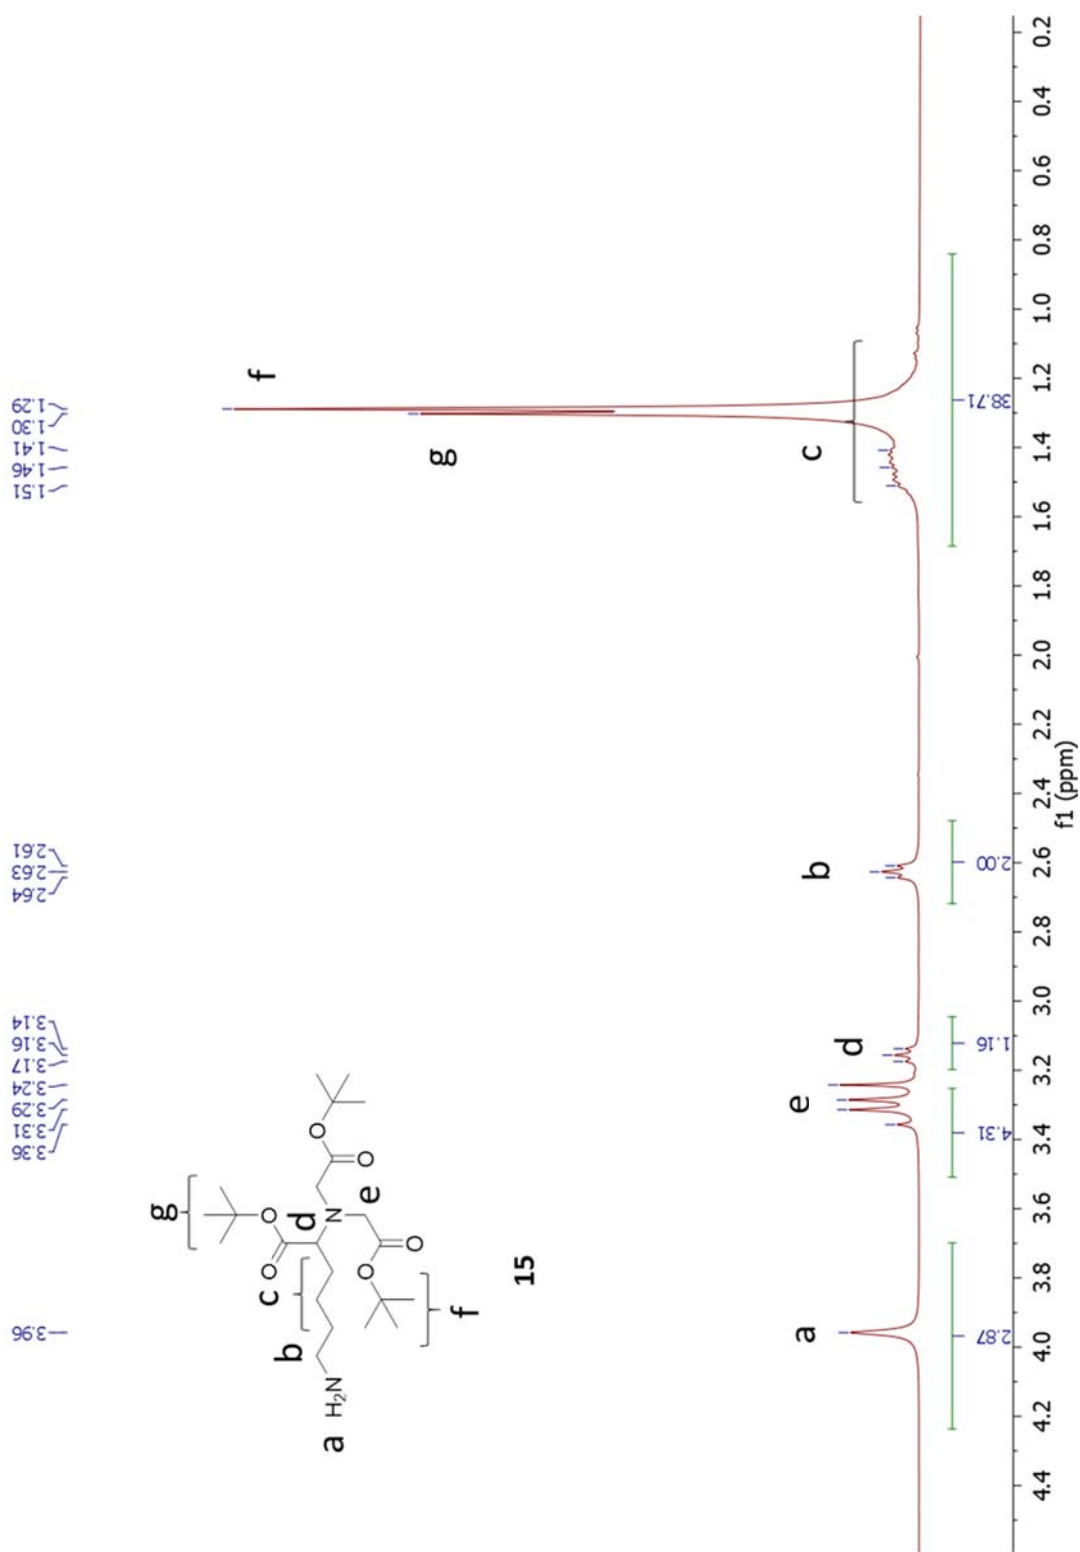 3.96
3.36
3.31
3.29
3.24
3.17
3.16
3.14
2.64
2.63
2.61
1.51
1.46
1.41
1.30
1.29
g
O
O
c
d
b
N
O
O
a H₂N
e
O
O
f
15
f
g
a
e
d
b
c
2.87
4.31
1.16
2.00
38.71
4.4 4.2 4.0 3.8 3.6 3.4 3.2 3.0 2.8 2.6 2.4 2.2 2.0 1.8 1.6 1.4 1.2 1.0 0.8 0.6 0.4 0.2
f1 (ppm)